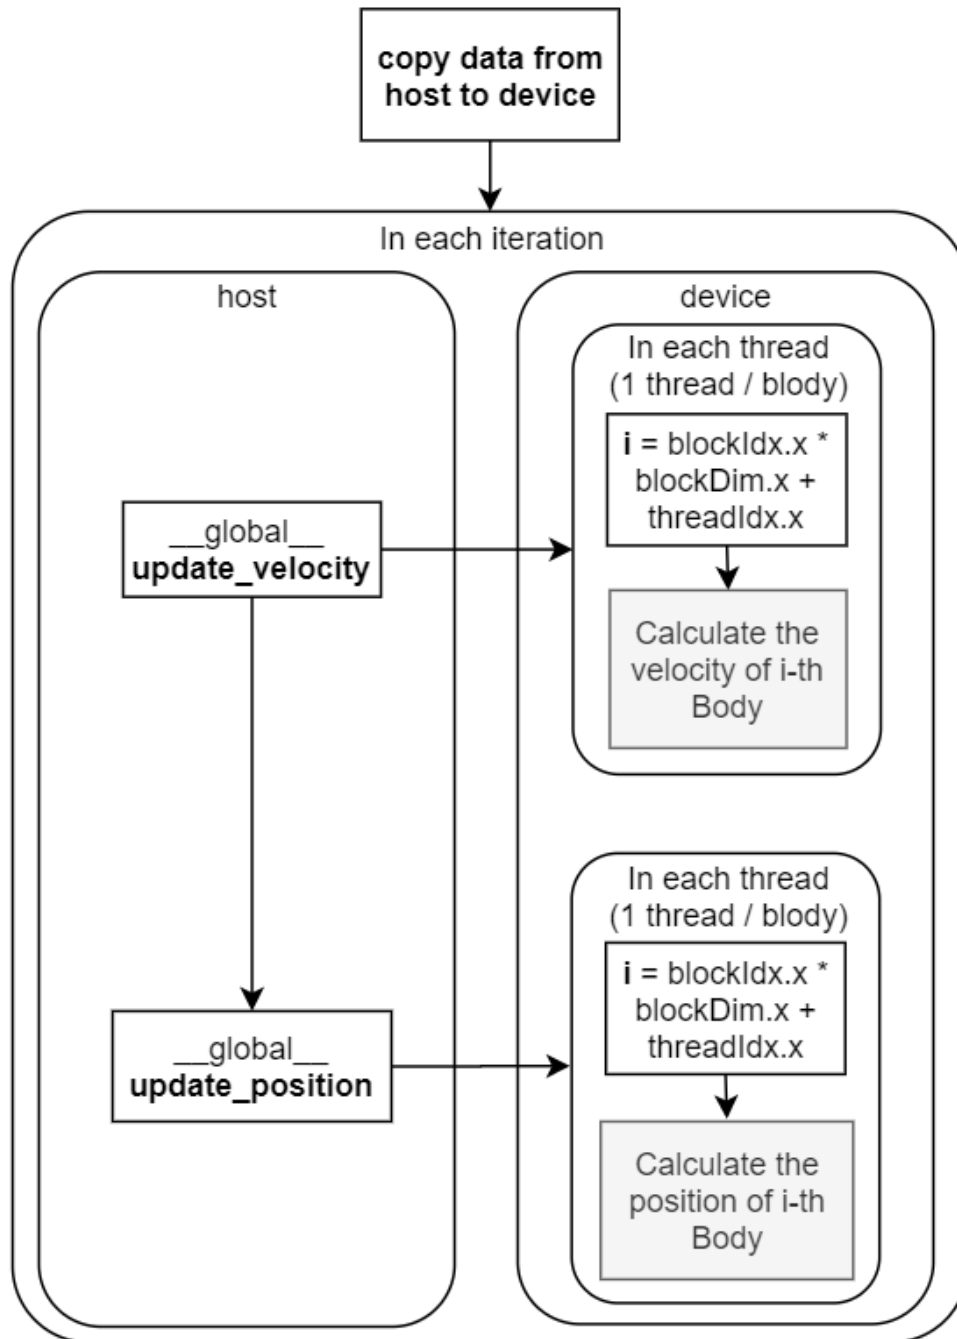 copy data from
host to device
In each iteration
host
device
In each thread
(1 thread / blody)
i = blockIdx.x *
blockDim.x +
threadIdx.x
__global__
update_velocity
Calculate the
velocity of i-th
Body
In each thread
(1 thread / blody)
i = blockIdx.x *
blockDim.x +
threadIdx.x
__global__
update_position
Calculate the
position of i-th
Body